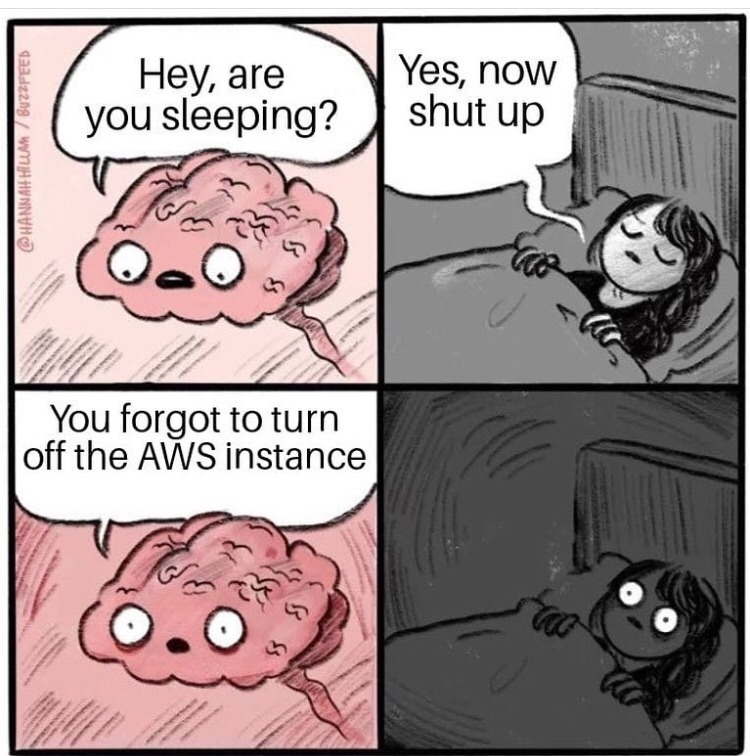 @HANNAHHILLAM / BUZZFEED
Hey, are
you sleeping?
Yes, now
shut up
You forgot to turn
off the AWS instance